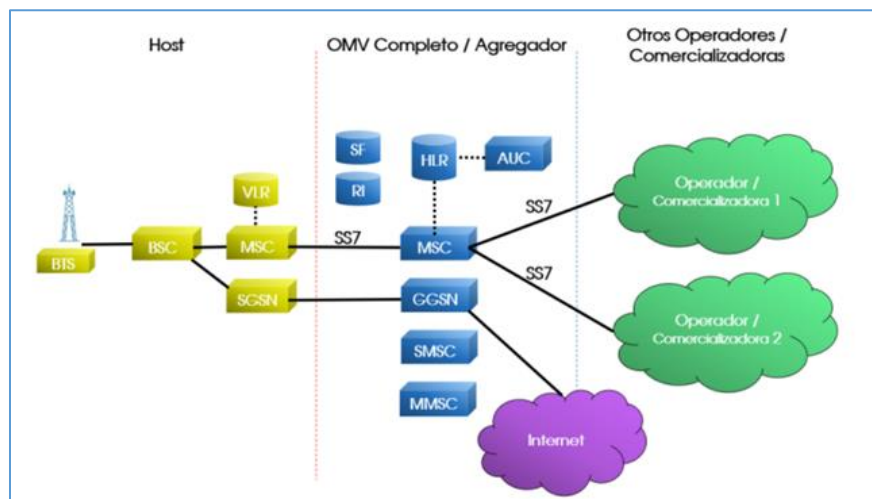 Host
OMV Completo / Agregador
Otros Operadores /
Comercializadoras
SF
RI
HLR
AUC
VLR
BTS
BSC
MSC
SS7
MSC
SS7
SS7
Operador /
Comercializadora 1
SGSN
GGSN
SMSC
MMSC
Operador /
Comercializadora 2
Internet